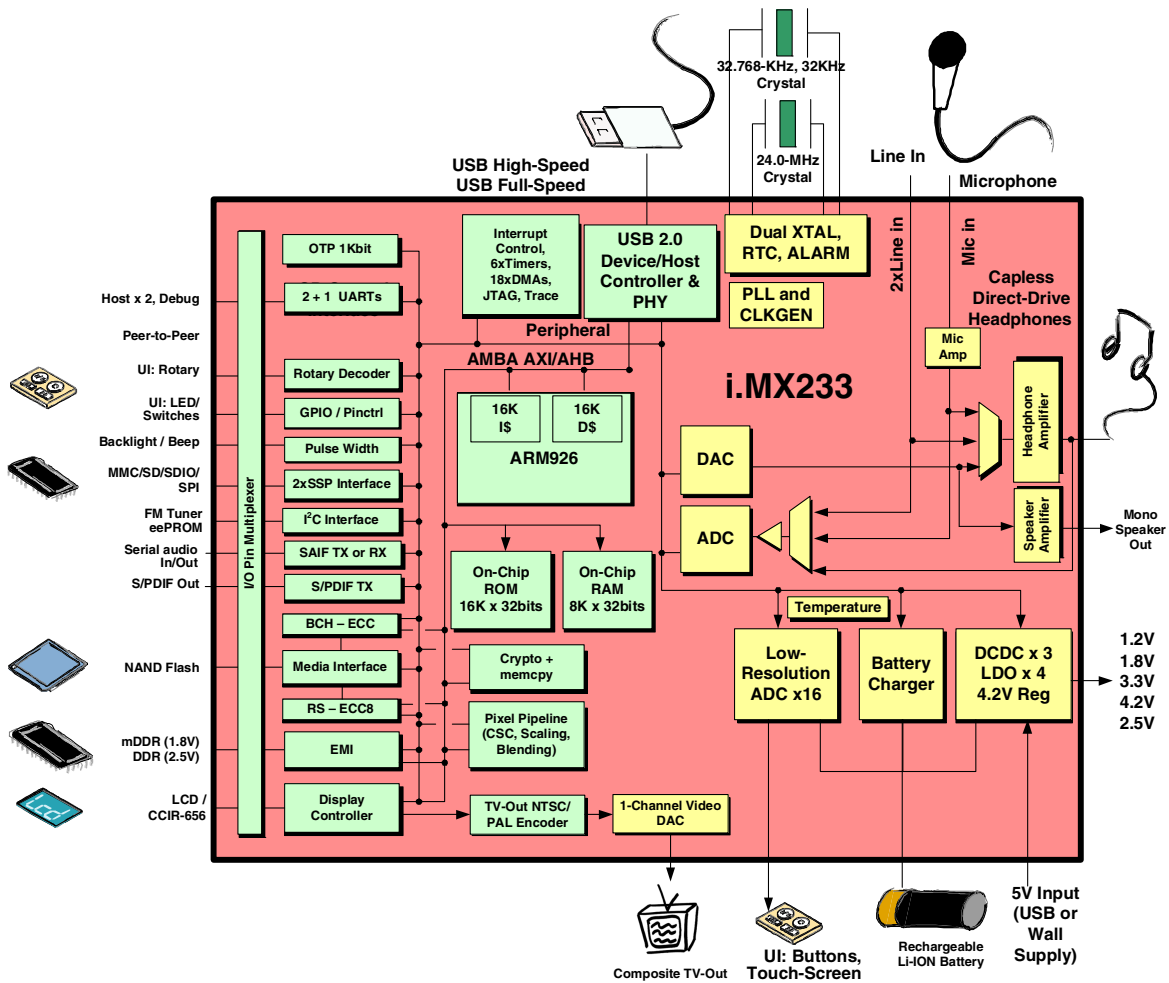 32.768-KHz, 32KHz
Crystal
24.0-MHz
Crystal
Line In
Microphone
USB High-Speed
USB Full-Speed
OTP 1Kbit
2 + 1 UARTs
Rotary Decoder
GPIO / Pinctrl
Pulse Width
2xSSP Interface
I²C Interface
SAIF TX or RX
S/PDIF TX
BCH – ECC
Media Interface
RS – ECC8
EMI
Display
Controller
I/O Pin Multiplexer
Host x 2, Debug
Peer-to-Peer
UI: Rotary
UI: LED/
Switches
Backlight / Beep
MMC/SD/SDIO/
SPI
FM Tuner
eePROM
Serial audio
In/Out
S/PDIF Out
NAND Flash
mDDR (1.8V)
DDR (2.5V)
LCD /
CCIR-656
lcd
Interrupt
Control,
6xTimers,
18xDMAs,
JTAG, Trace
USB 2.0
Device/Host
Controller &
PHY
Dual XTAL,
RTC, ALARM
PLL and
CLKGEN
2xLine in
Mic in
Capless
Direct-Drive
Headphones
Peripheral
AMBA AXI/AHB
16K
I$
16K
D$
ARM926
i.MX233
Mic
Amp
Headphone
Amplifier
DAC
ADC
Speaker
Amplifier
Mono
Speaker
Out
On-Chip
ROM
16K x 32bits
On-Chip
RAM
8K x 32bits
Temperature
Low-
Resolution
ADC x16
Battery
Charger
DCDC x 3
LDO x 4
4.2V Reg
1.2V
1.8V
3.3V
4.2V
2.5V
Crypto +
memcpy
Pixel Pipeline
(CSC, Scaling,
Blending)
TV-Out NTSC/
PAL Encoder
1-Channel Video
DAC
Composite TV-Out
UI: Buttons,
Touch-Screen
Rechargeable
Li-ION Battery
5V Input
(USB or
Wall
Supply)